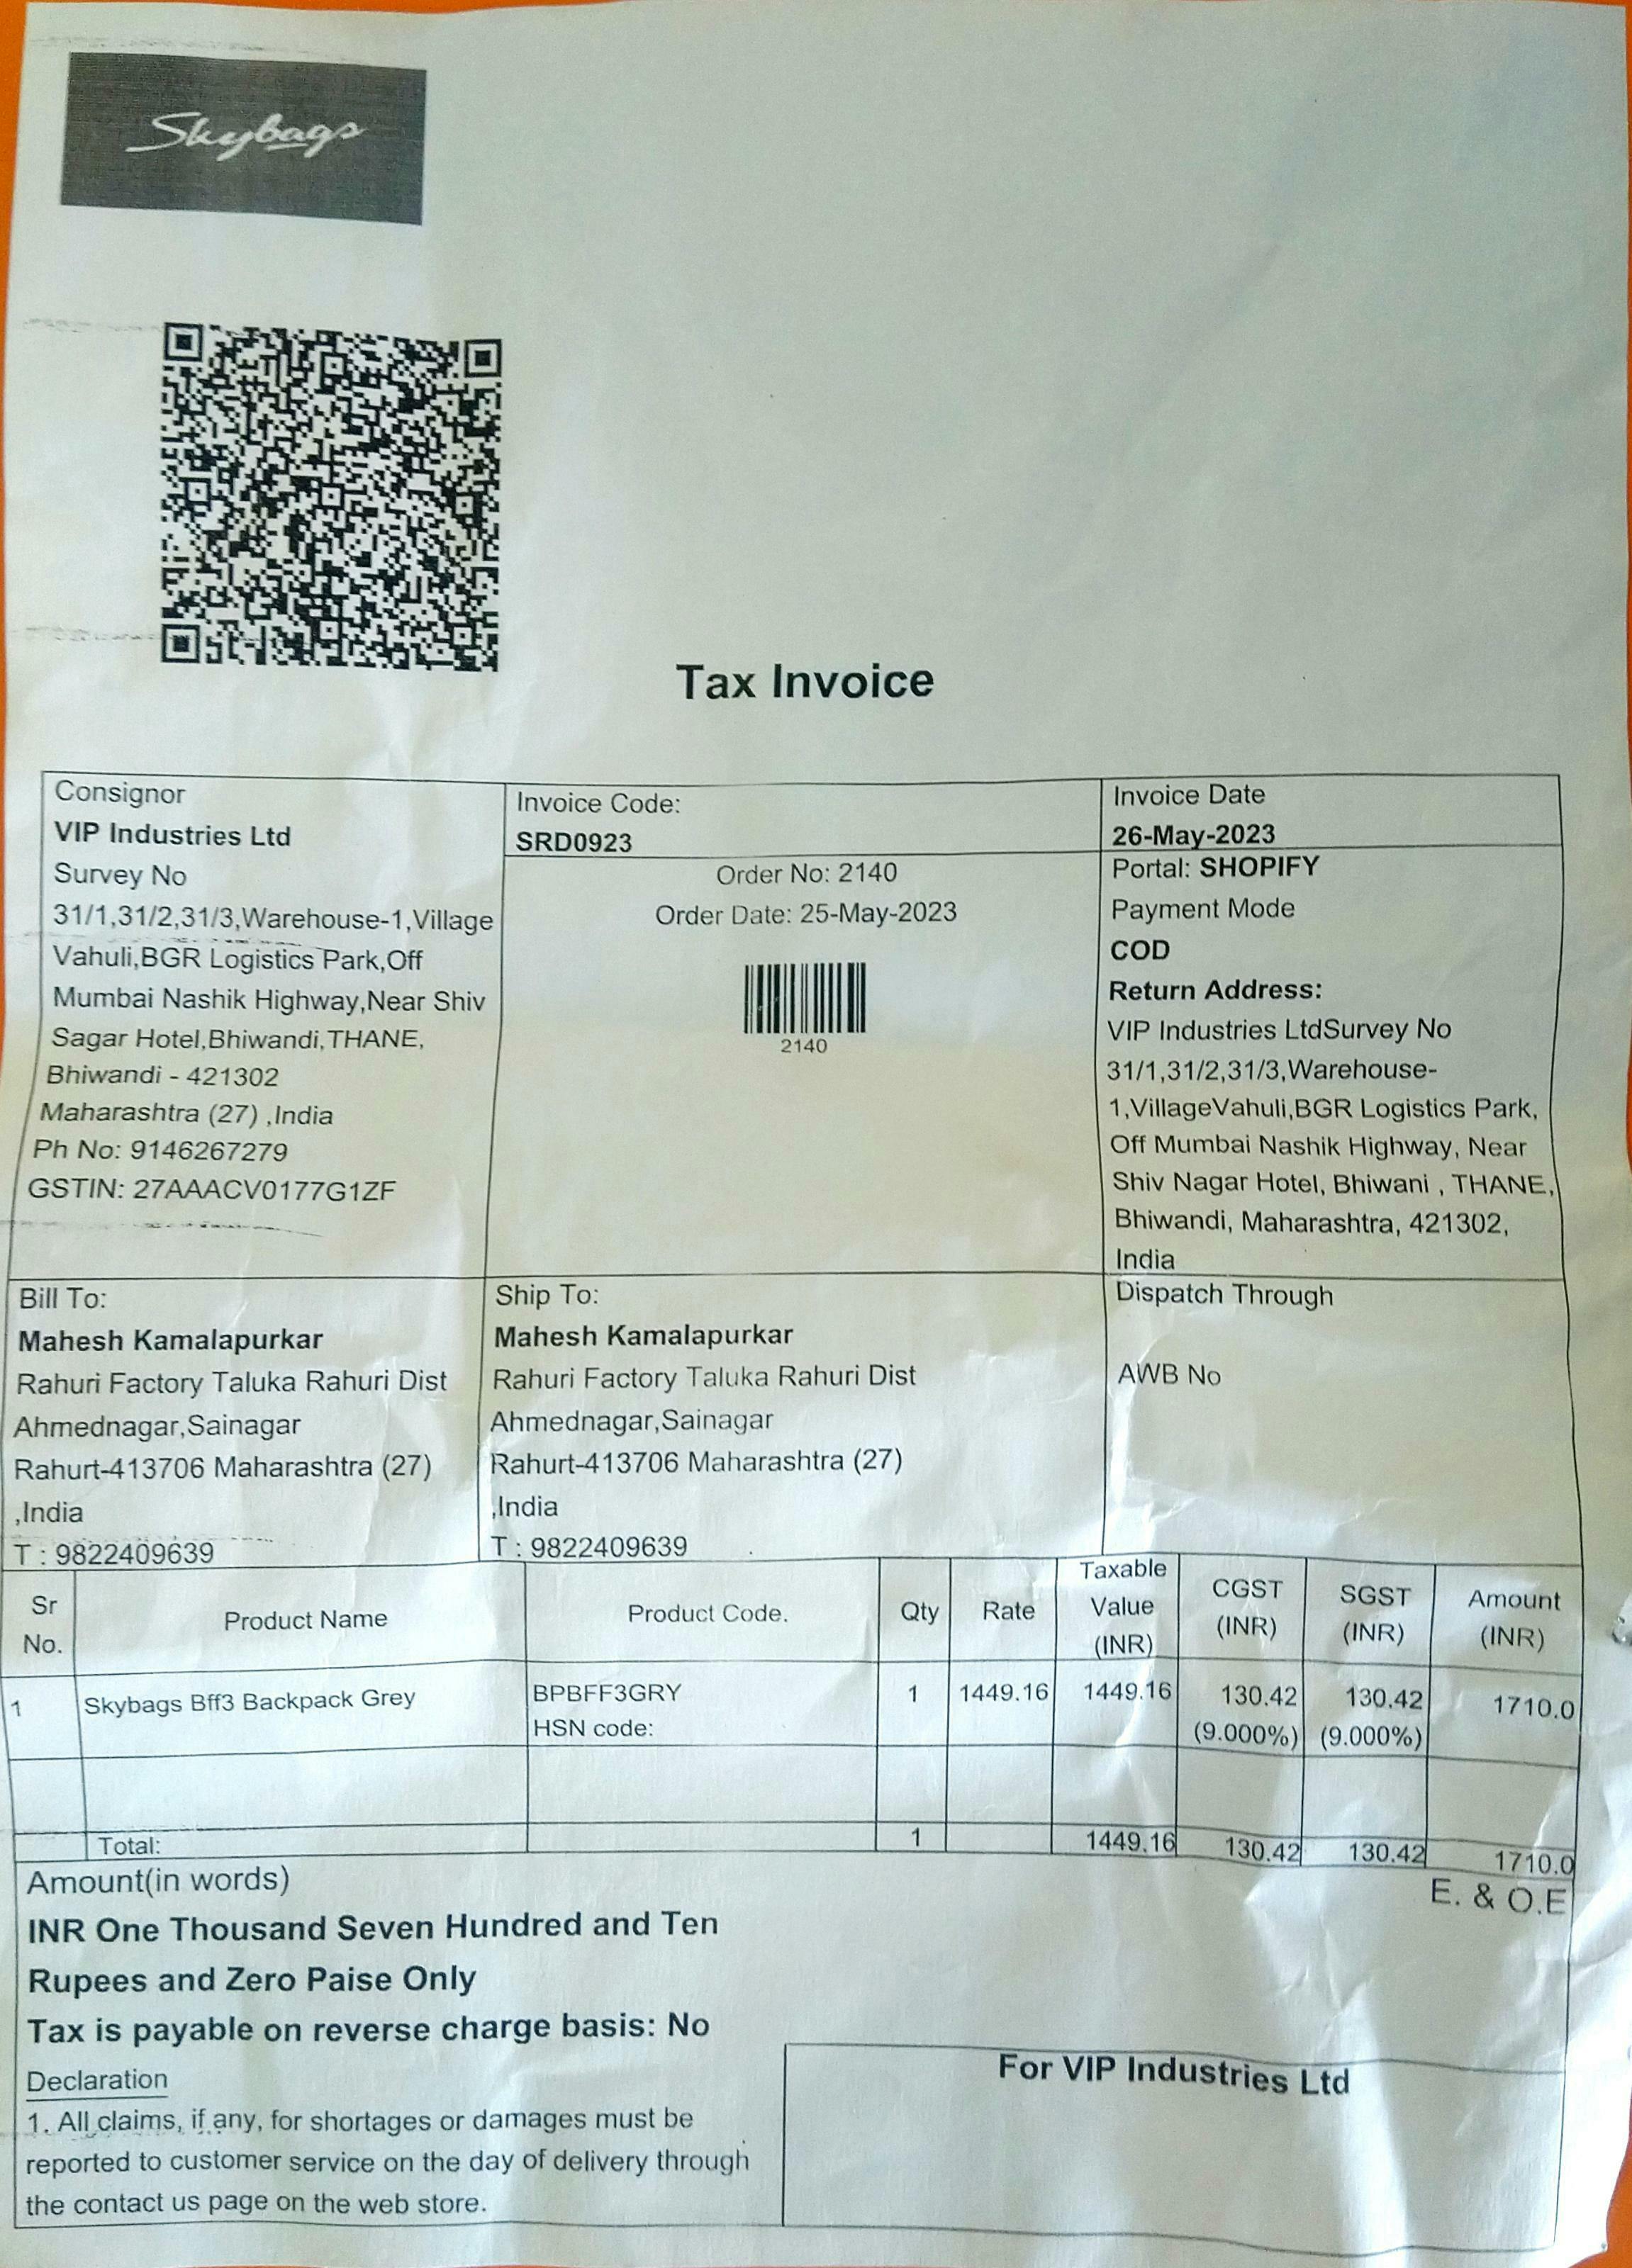 Skybags
Tax Invoice
Consignor
VIP Industries Ltd
Survey No
31/1,31/2,31/3,Warehouse-1,Village
Vahuli,BGR Logistics Park,Off
Mumbai Nashik Highway,Near Shiv
Sagar Hotel,Bhiwandi,THANE,
Bhiwandi - 421302
Maharashtra (27) ,India
Ph No: 9146267279
GSTIN: 27AAACV0177G1ZF
Invoice Code:
SRD0923
Order No: 2140
Order Date: 25-May-2023
2140
Invoice Date
26-May-2023
Portal: SHOPIFY
Payment Mode
COD
Return Address:
VIP Industries LtdSurvey No
31/1,31/2,31/3,Warehouse-
1,VillageVahuli,BGR Logistics Park,
Off Mumbai Nashik Highway, Near
Shiv Nagar Hotel, Bhiwani , THANE,
Bhiwandi, Maharashtra, 421302,
India
Bill To:
Mahesh Kamalapurkar
Rahuri Factory Taluka Rahuri Dist
Ahmednagar,Sainagar
Rahurt-413706 Maharashtra (27)
,India
T : 9822409639
Ship To:
Mahesh Kamalapurkar
Rahuri Factory Taluka Rahuri Dist
Ahmednagar,Sainagar
Rahurt-413706 Maharashtra (27)
,India
T : 9822409639
Dispatch Through
AWB No
Sr No. Product Name Product Code. Qty Rate Taxable Value (INR) CGST (INR) SGST (INR) Amount (INR)
1 Skybags Bff3 Backpack Grey BPBFF3GRY 1 1449.16 1449.16 130.42 130.42 1710.0
HSN code: (9.000%) (9.000%)
Total: 1 1449.16 130.42 130.42 1710.0
Amount(in words)
E. & O.E
INR One Thousand Seven Hundred and Ten
Rupees and Zero Paise Only
Tax is payable on reverse charge basis: No
Declaration
1. All claims, if any, for shortages or damages must be
reported to customer service on the day of delivery through
the contact us page on the web store.
For VIP Industries Ltd